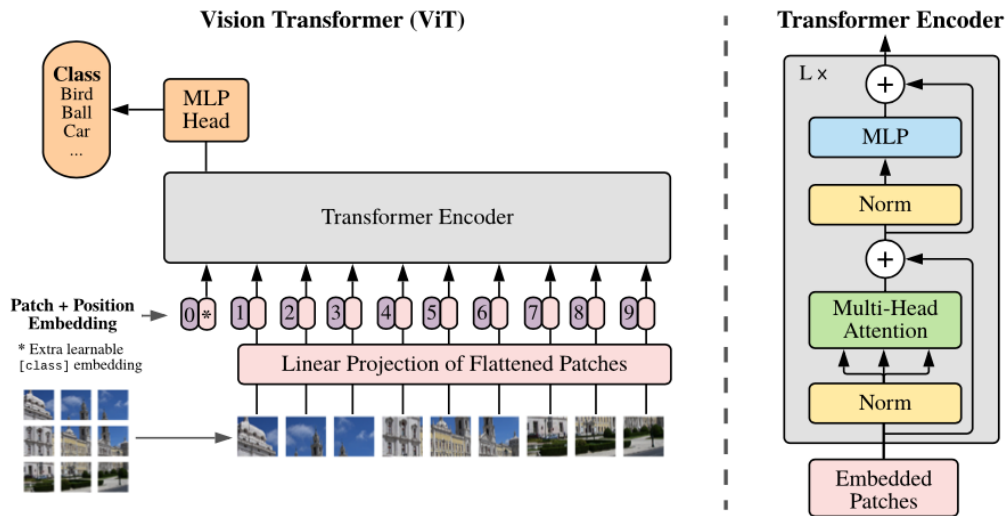 Vision Transformer (ViT)
Class
Bird
Ball
Car
...
MLP
Head
Transformer Encoder
Patch + Position
Embedding
0 * 1 2 3 4 5 6 7 8 9
* Extra learnable
[class] embedding
Linear Projection of Flattened Patches
Transformer Encoder
L ×
+
MLP
Norm
+
Multi-Head
Attention
Norm
Embedded
Patches